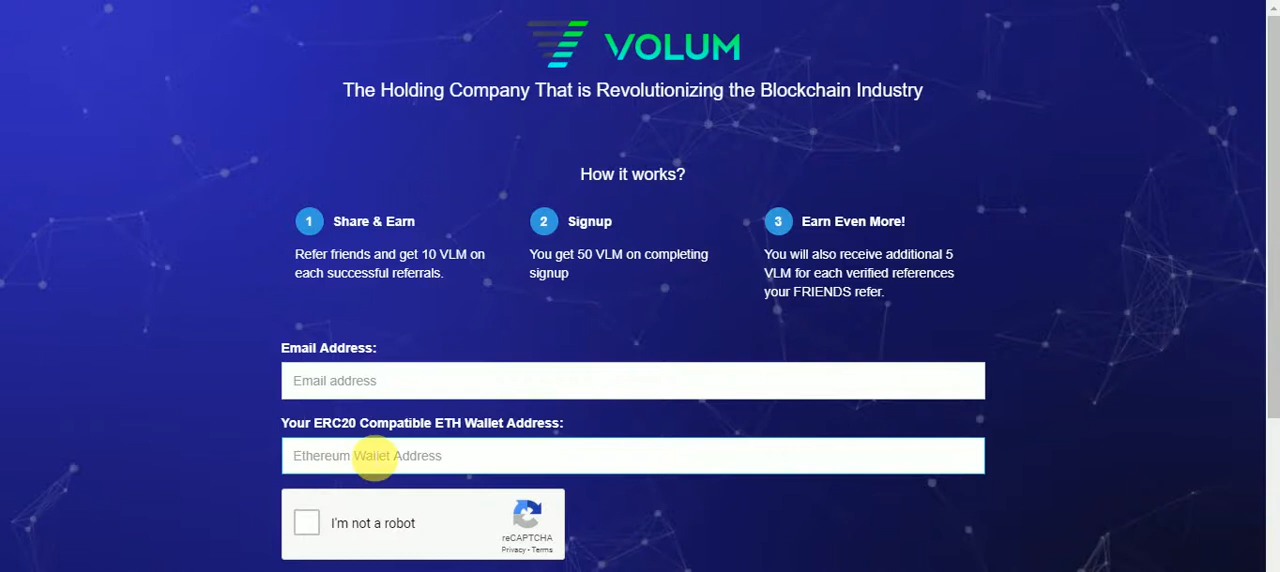 VOLUM
The Holding Company That is Revolutionizing the Blockchain Industry
How it works?
1 Share & Earn
Refer friends and get 10 VLM on
each successful referrals.
2 Signup
You get 50 VLM on completing
signup
3 Earn Even More!
You will also receive additional 5
VLM for each verified references
your FRIENDS refer.
Email Address:
Email address
Your ERC20 Compatible ETH Wallet Address:
Ethereum Wallet Address
I'm not a robot
reCAPTCHA
Privacy - Terms